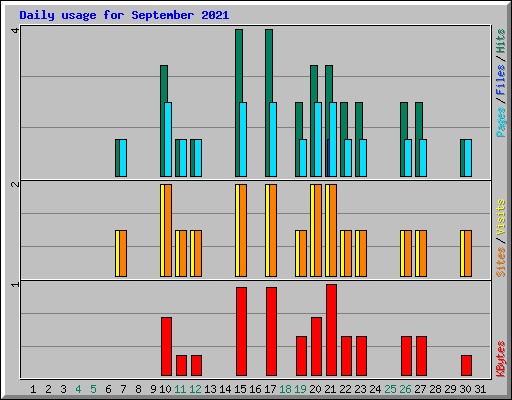 Daily usage for September 2021
4
Pages / Files / Hits
2
Sites / Visits
1
KBytes
1 2 3 4 5 6 7 8 9 10 11 12 13 14 15 16 17 18 19 20 21 22 23 24 25 26 27 28 29 30 31